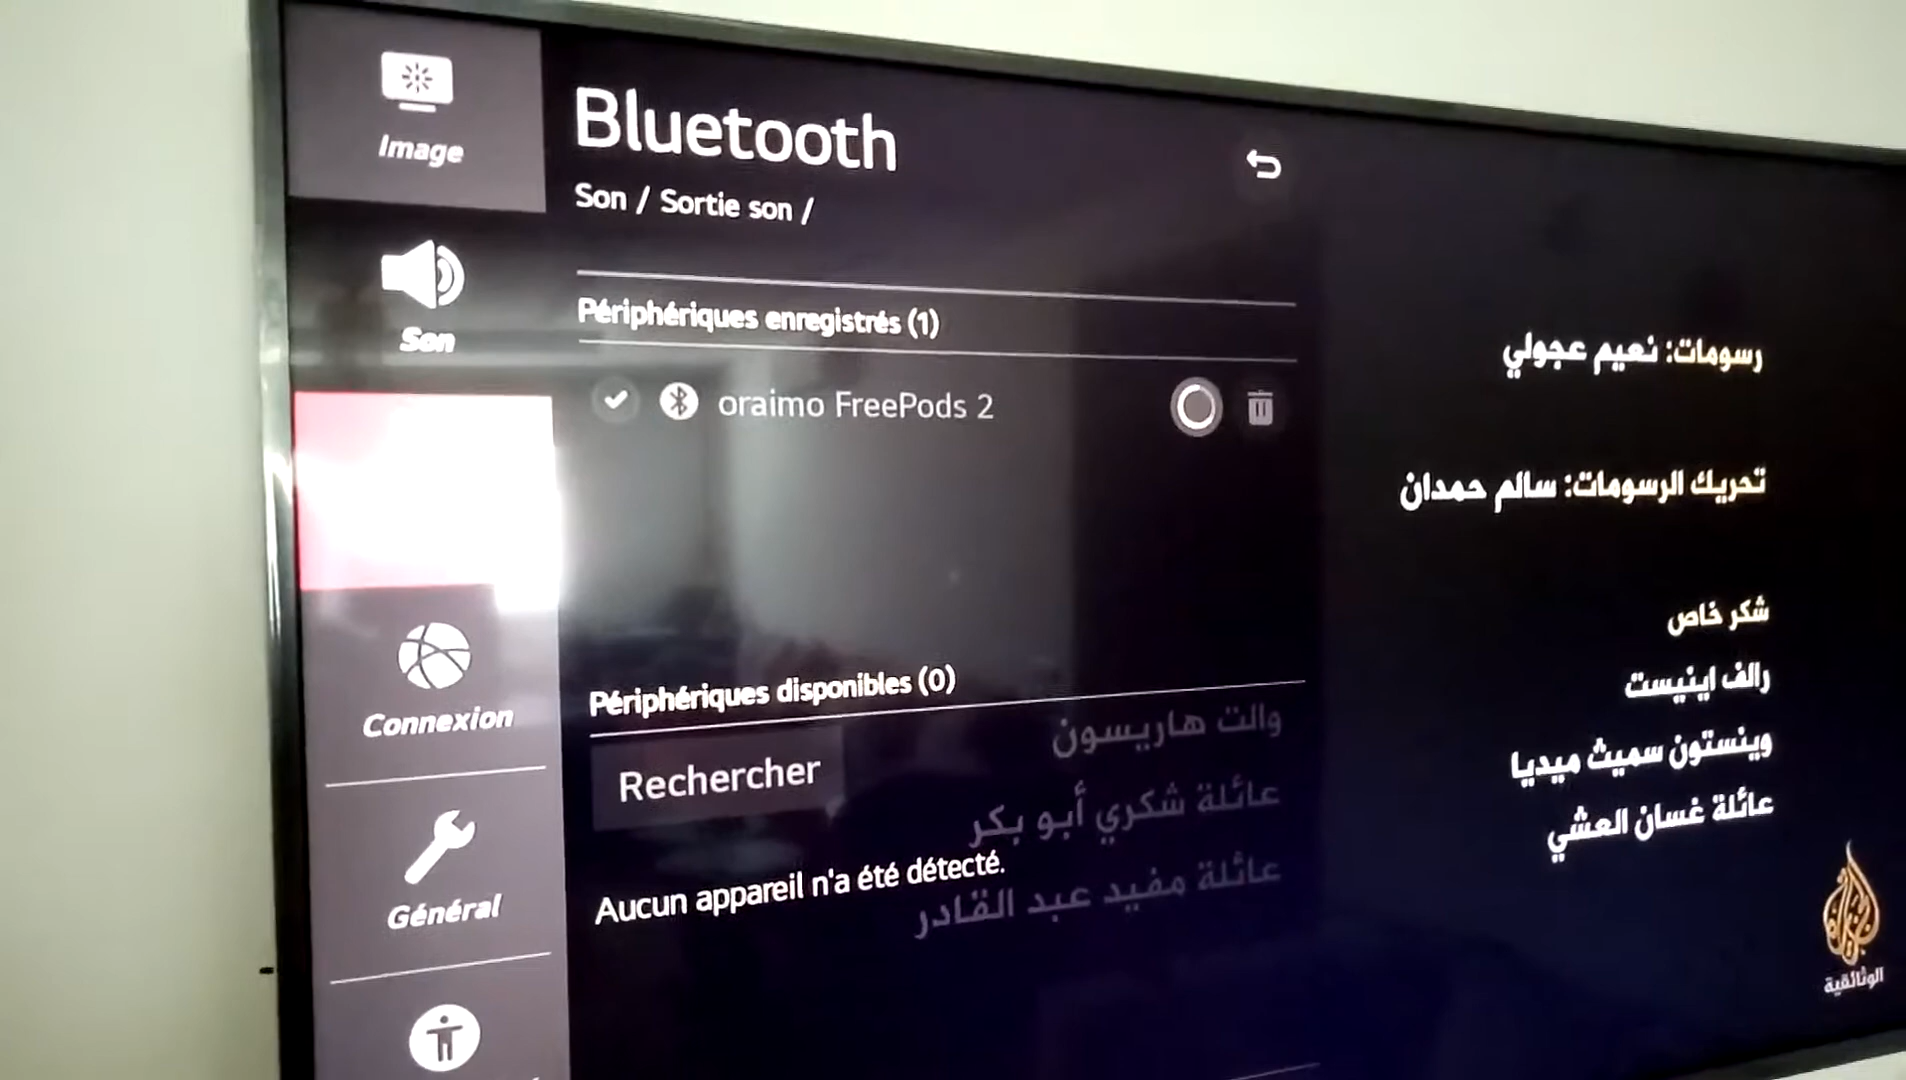 Image
Son
Connexion
Général
Bluetooth
Son / Sortie son /
Périphériques enregistrés (1)
oraimo FreePods 2
Périphériques disponibles (0)
Rechercher
Aucun appareil n'a été détecté.
والت هاريسون
عائلة شكري أبو بكر
عائلة مفيد عبد القادر
رسومات: نعيم عجولي
تحريك الرسومات: سالم حمدان
شكر خاص
رالف اينيست
وينستون سميث ميديا
عائلة غسان العشي
الوثائقية